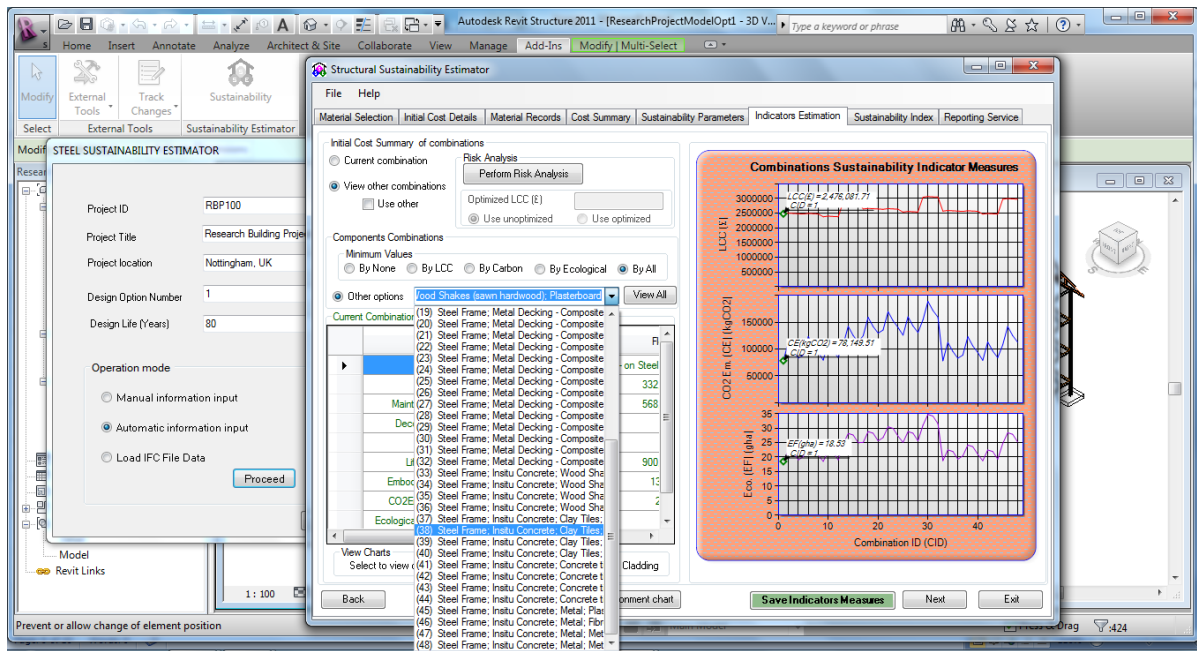 Autodesk Revit Structure 2011 - [ResearchProjectModelOpt1 - 3D V...
Type a keyword or phrase
Home Insert Annotate Analyze Architect & Site Collaborate View Manage Add-Ins Modify | Multi-Select
Modify
External Tools
Track Changes
Sustainability
Select External Tools Sustainability Estimator
Modif
Resear
STEEL SUSTAINABILITY ESTIMATOR
Project ID RBP100
Project Title Research Building Proje
Project location Nottingham, UK
Design Option Number 1
Design Life (Years) 80
Operation mode
Manual information input
Automatic information input
Load IFC File Data
Proceed
Model
Revit Links
1 : 100
Structural Sustainability Estimator
File Help
Material Selection Initial Cost Details Material Records Cost Summary Sustainability Parameters Indicators Estimation Sustainability Index Reporting Service
Initial Cost Summary of combinations
Current combination
View other combinations
Use other
Risk Analysis
Perform Risk Analysis
Optimized LCC (£)
Use unoptimized Use optimized
Components Combinations
Minimum Values
By None By LCC By Carbon By Ecological By All
Other options Wood Shakes (sawn hardwood); Plasterboard View All
Current Combination
Fl
- on Steel
332
Maint
568
Dec
Li
900
Embo
13
CO2E
2
Ecologica
(19) Steel Frame; Metal Decking - Composite
(20) Steel Frame; Metal Decking - Composite
(21) Steel Frame; Metal Decking - Composite
(22) Steel Frame; Metal Decking - Composite
(23) Steel Frame; Metal Decking - Composite
(24) Steel Frame; Metal Decking - Composite
(25) Steel Frame; Metal Decking - Composite
(26) Steel Frame; Metal Decking - Composite
(27) Steel Frame; Metal Decking - Composite
(28) Steel Frame; Metal Decking - Composite
(29) Steel Frame; Metal Decking - Composite
(30) Steel Frame; Metal Decking - Composite
(31) Steel Frame; Metal Decking - Composite
(32) Steel Frame; Metal Decking - Composite
(33) Steel Frame; Insitu Concrete; Wood Sha
(34) Steel Frame; Insitu Concrete; Wood Sha
(35) Steel Frame; Insitu Concrete; Wood Sha
(36) Steel Frame; Insitu Concrete; Wood Sha
(37) Steel Frame; Insitu Concrete; Clay Tiles;
(38) Steel Frame; Insitu Concrete; Clay Tiles;
(39) Steel Frame; Insitu Concrete; Clay Tiles;
(40) Steel Frame; Insitu Concrete; Clay Tiles;
(41) Steel Frame; Insitu Concrete; Concrete t
(42) Steel Frame; Insitu Concrete; Concrete t
(43) Steel Frame; Insitu Concrete; Concrete t
(44) Steel Frame; Insitu Concrete; Concrete t
(45) Steel Frame; Insitu Concrete; Metal; Plas
(46) Steel Frame; Insitu Concrete; Metal; Fibr
(47) Steel Frame; Insitu Concrete; Metal; Met
(48) Steel Frame; Insitu Concrete; Metal; Met
View Charts
Select to view
Cladding
Back
onment chart
Save Indicators Measures Next Exit
Combinations Sustainability Indicator Measures
LCC [£]
3000000
2500000
2000000
1500000
1000000
500000
LCC(£)=2,476,081.71
CID=1
CO2 Em. [CE] (kgCO2)
150000
100000
50000
CE(kgCO2)=78,149.51
CID=1
Eco. [EF] (gha)
35
30
25
20
15
10
5
0
EF(gha)=18.53
CID=1
0 10 20 30 40
Combination ID (CID)
Prevent or allow change of element position
Main Model
Press & Drag
:424